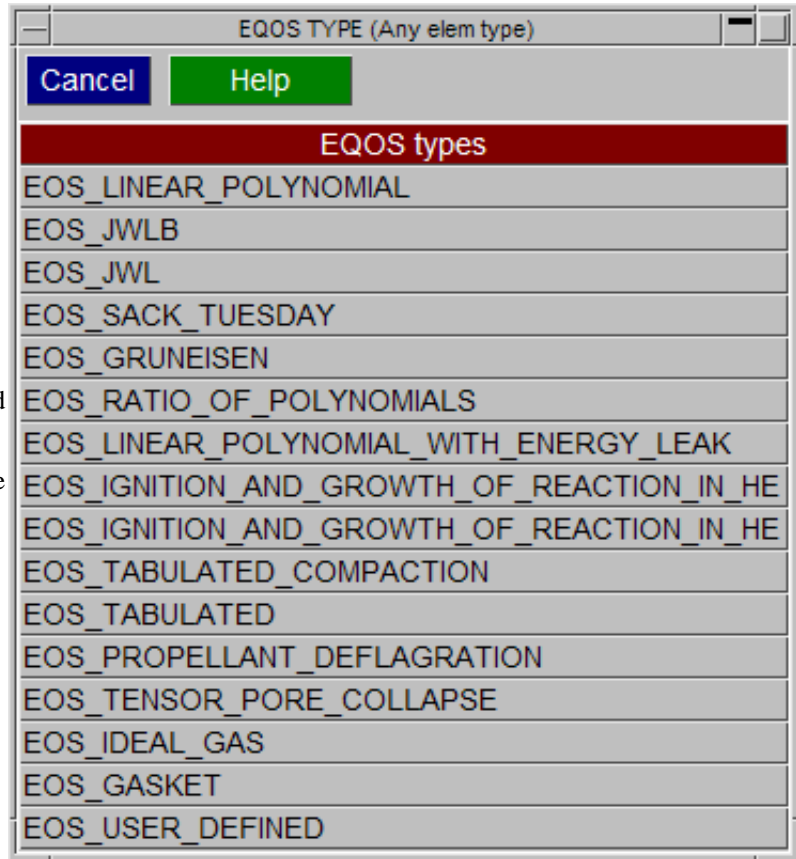 EQOS TYPE (Any elem type)
Cancel Help
EQOS types
EOS_LINEAR_POLYNOMIAL
EOS_JWLB
EOS_JWL
EOS_SACK_TUESDAY
EOS_GRUNEISEN
EOS_RATIO_OF_POLYNOMIALS
EOS_LINEAR_POLYNOMIAL_WITH_ENERGY_LEAK
EOS_IGNITION_AND_GROWTH_OF_REACTION_IN_HE
EOS_IGNITION_AND_GROWTH_OF_REACTION_IN_HE
EOS_TABULATED_COMPACTION
EOS_TABULATED
EOS_PROPELLANT_DEFLAGRATION
EOS_TENSOR_PORE_COLLAPSE
EOS_IDEAL_GAS
EOS_GASKET
EOS_USER_DEFINED